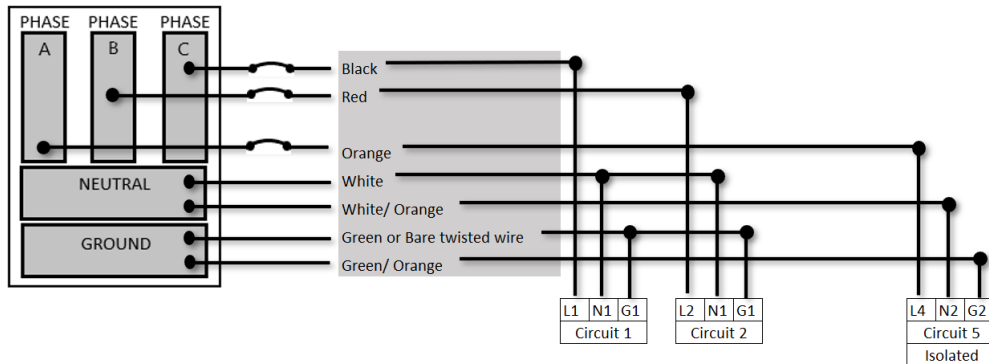 PHASE PHASE PHASE
A B C
Black
Red
Orange
NEUTRAL
White
White/ Orange
GROUND
Green or Bare twisted wire
Green/ Orange
L1 N1 G1
Circuit 1
L2 N1 G1
Circuit 2
L4 N2 G2
Circuit 5
Isolated